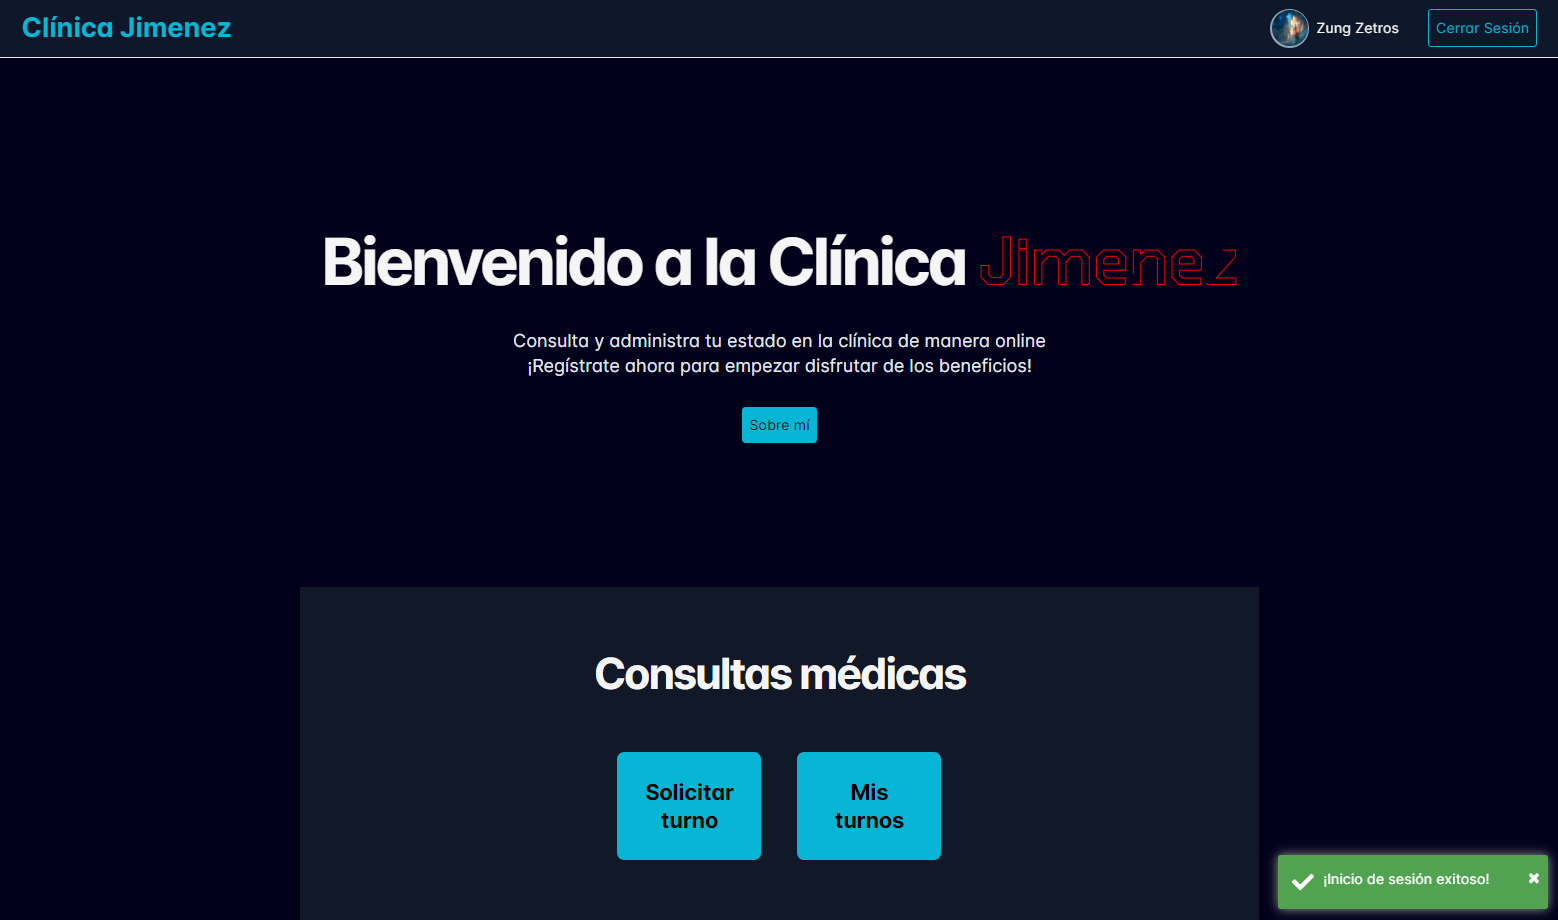 Clínica Jimenez
Zung Zetros
Cerrar Sesión
Bienvenido a la Clínica Jimenez
Consulta y administra tu estado en la clínica de manera online
¡Regístrate ahora para empezar disfrutar de los beneficios!
Sobre mí
Consultas médicas
Solicitar
turno
Mis
turnos
¡Inicio de sesión exitoso!